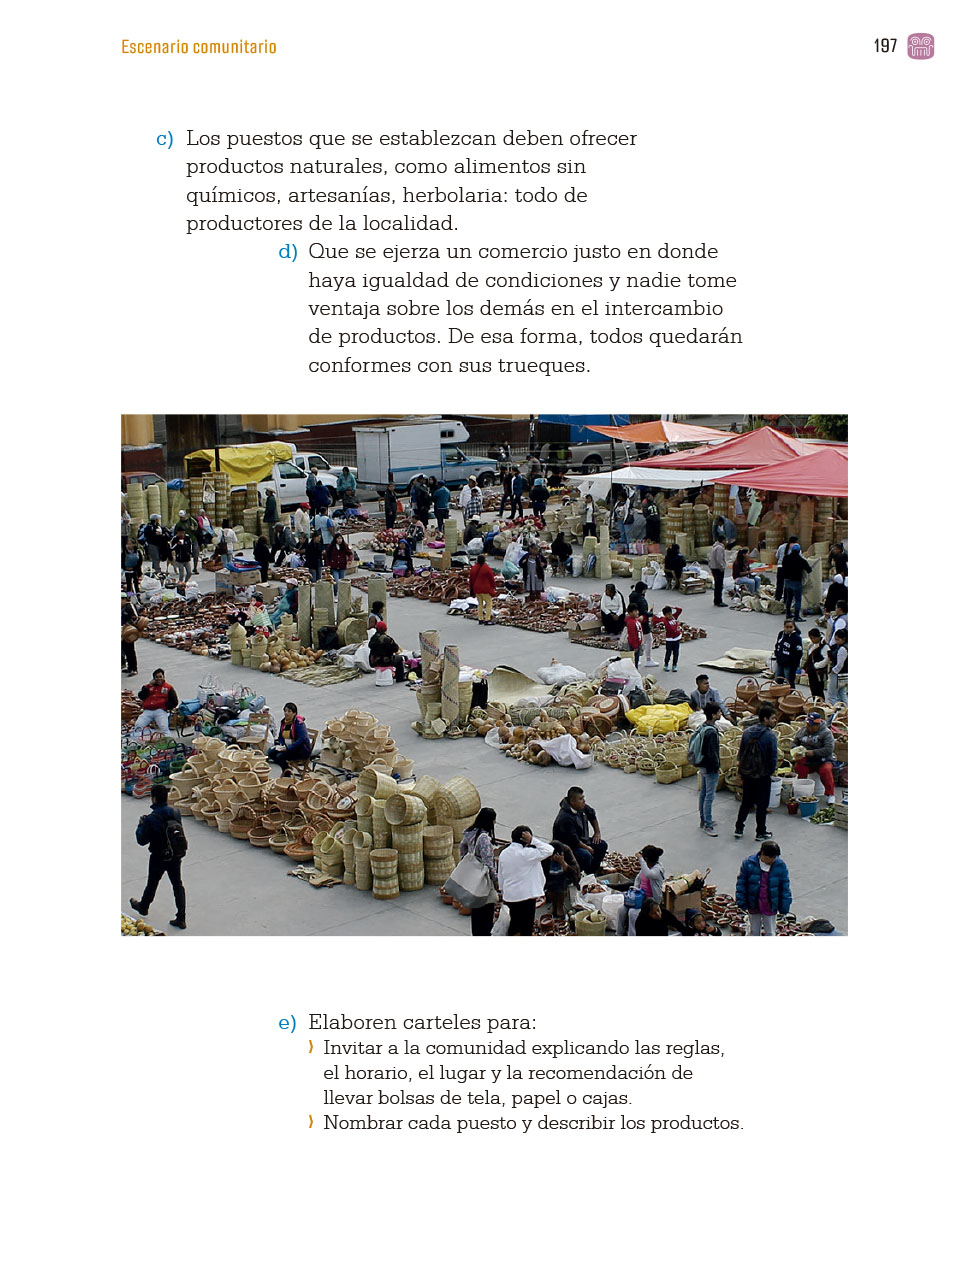 Escenario comunitario
197
c) Los puestos que se establezcan deben ofrecer
productos naturales, como alimentos sin
químicos, artesanías, herbolaria: todo de
productores de la localidad.
d) Que se ejerza un comercio justo en donde
haya igualdad de condiciones y nadie tome
ventaja sobre los demás en el intercambio
de productos. De esa forma, todos quedarán
conformes con sus trueques.
e) Elaboren carteles para:
⟩ Invitar a la comunidad explicando las reglas,
el horario, el lugar y la recomendación de
llevar bolsas de tela, papel o cajas.
⟩ Nombrar cada puesto y describir los productos.